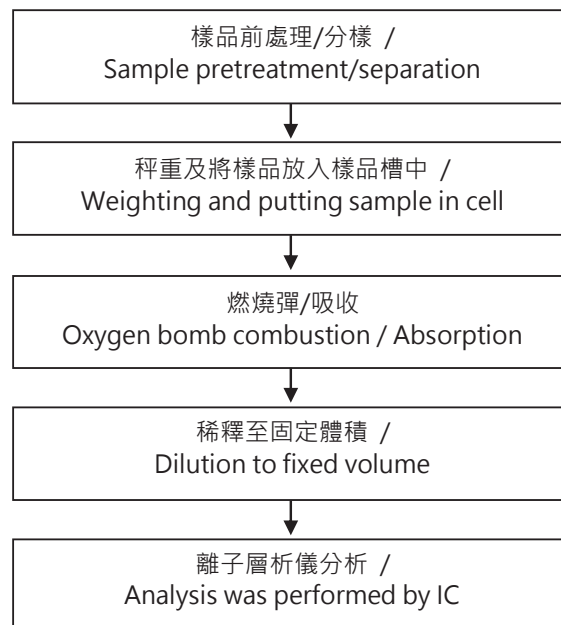 樣品前處理/分樣 /
Sample pretreatment/separation
秤重及將樣品放入樣品槽中 /
Weighting and putting sample in cell
燃燒彈/吸收
Oxygen bomb combustion / Absorption
稀釋至固定體積 /
Dilution to fixed volume
離子層析儀分析 /
Analysis was performed by IC